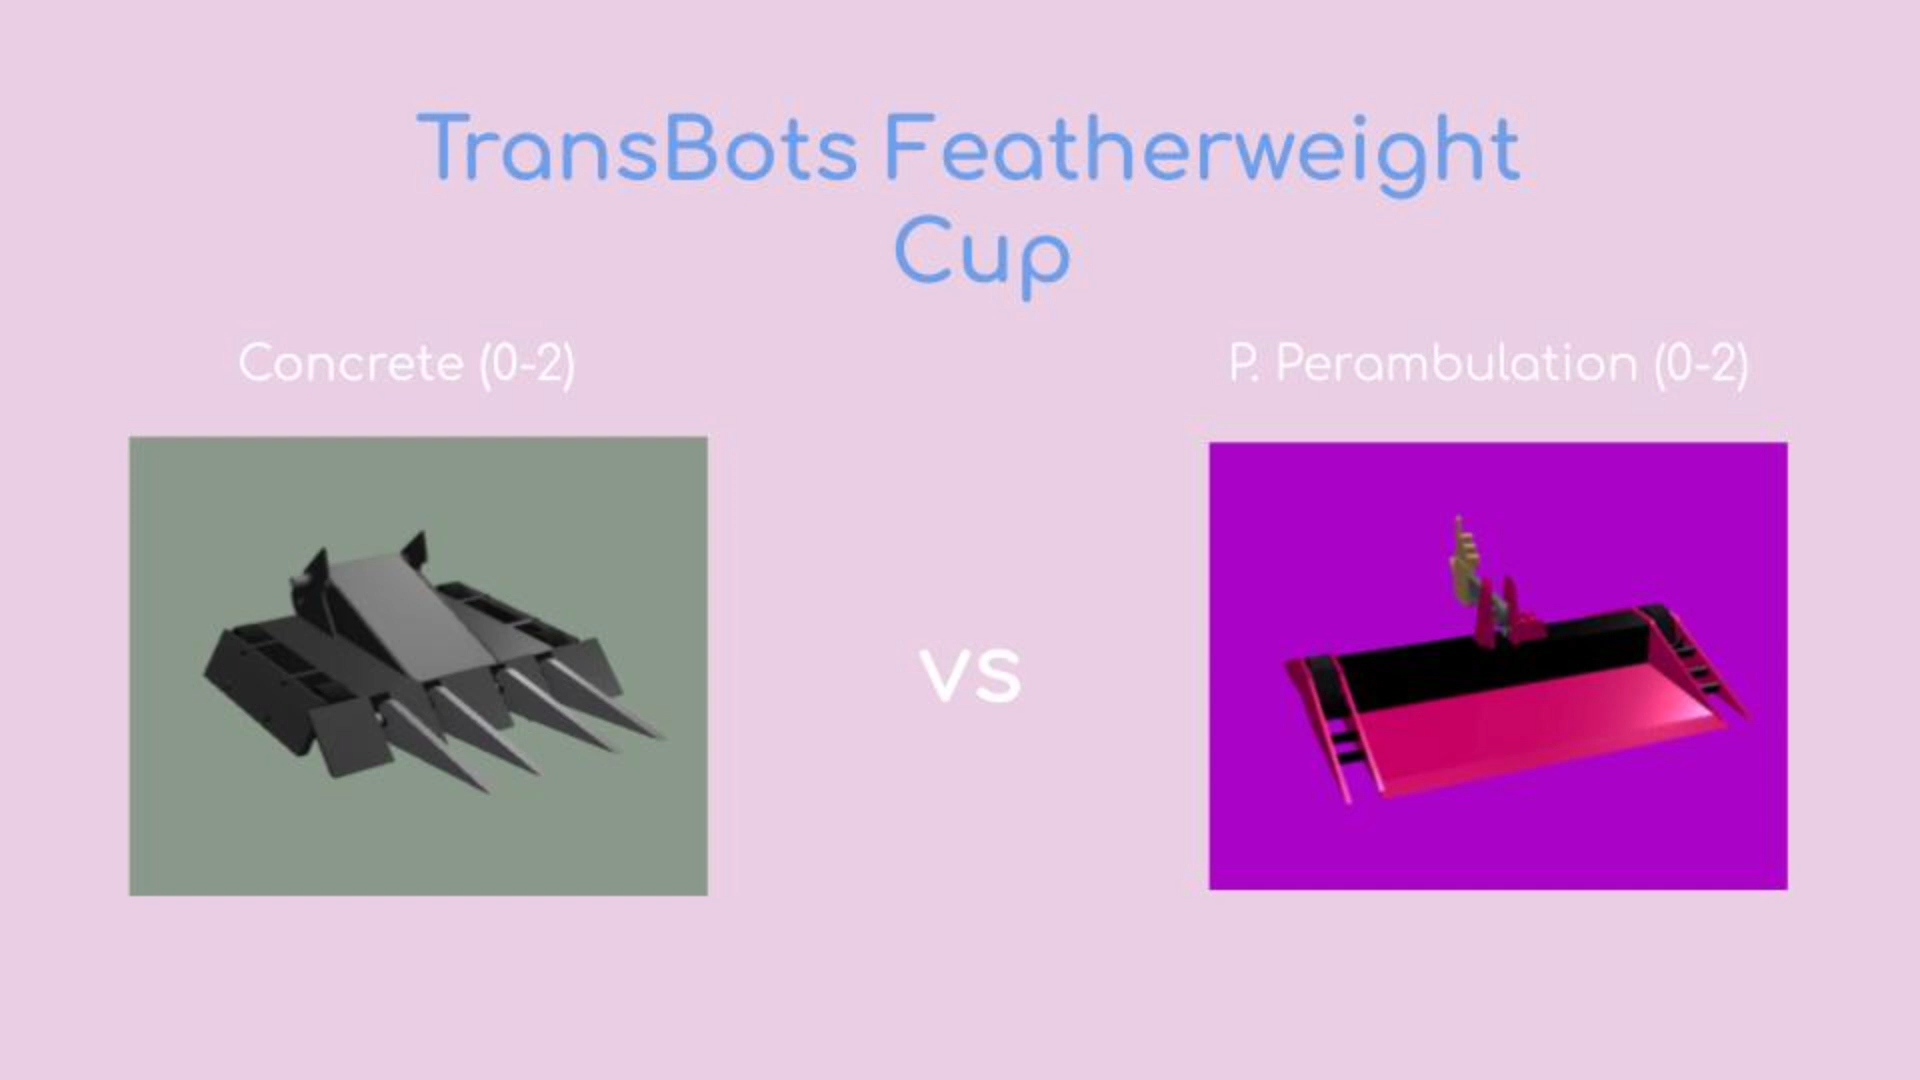 TransBots Featherweight
Cup
Concrete (0-2)
P. Perambulation (0-2)
vs